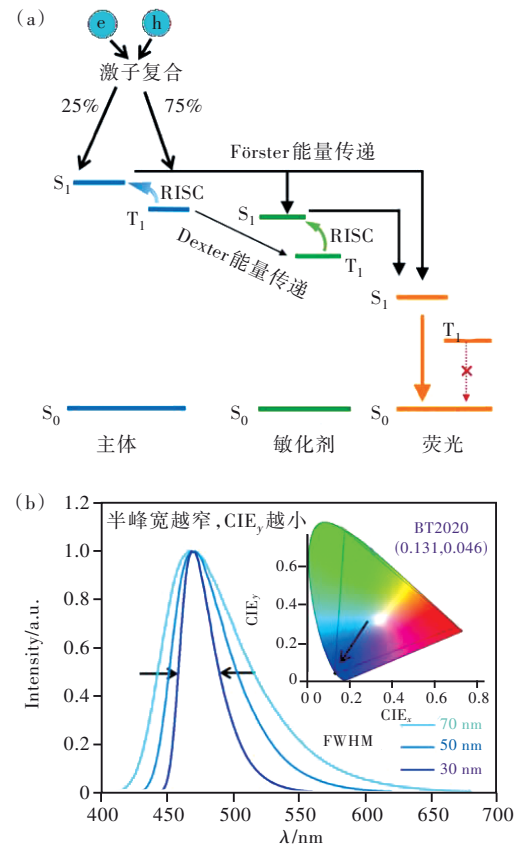 (a)
e h
激子复合
25% 75%
Förster能量传递
S1 RISC
T1
S1 RISC
T1
Dexter能量传递
S1
T1
S0 S0 S0
主体 敏化剂 荧光
(b)
半峰宽越窄,CIEy越小
BT2020
(0.131,0.046)
Intensity/a.u.
1.2
1.0
0.8
0.6
0.4
0.2
0
400 450 500 550 600 650 700
λ/nm
CIEy
0.6
0.4
0.2
0
0 0.2 0.4 0.6 0.8
CIEx
FWHM
70 nm
50 nm
30 nm